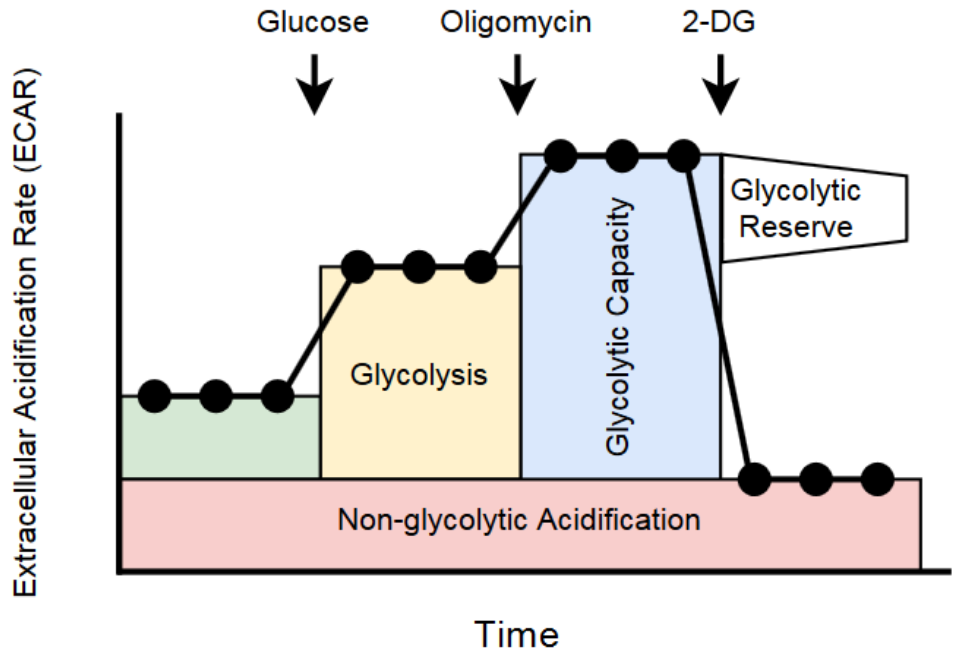 Glucose
Oligomycin
2-DG
Extracellular Acidification Rate (ECAR)
Glycolytic
Reserve
Glycolytic Capacity
Glycolysis
Non-glycolytic Acidification
Time